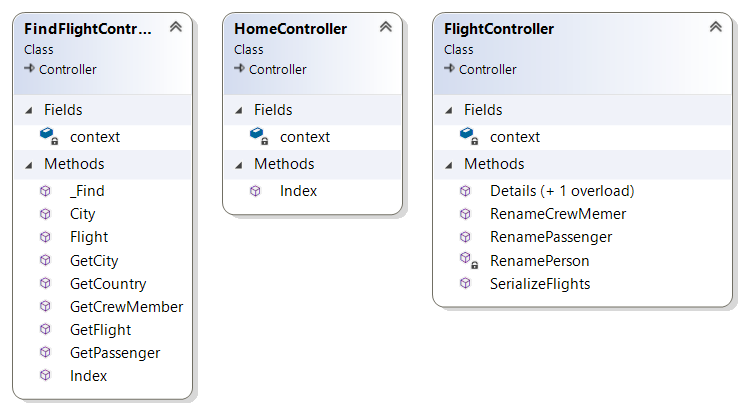 FindFlightContr...
Class
Controller
Fields
context
Methods
_Find
City
Flight
GetCity
GetCountry
GetCrewMember
GetFlight
GetPassenger
Index
HomeController
Class
Controller
Fields
context
Methods
Index
FlightController
Class
Controller
Fields
context
Methods
Details (+ 1 overload)
RenameCrewMemer
RenamePassenger
RenamePerson
SerializeFlights